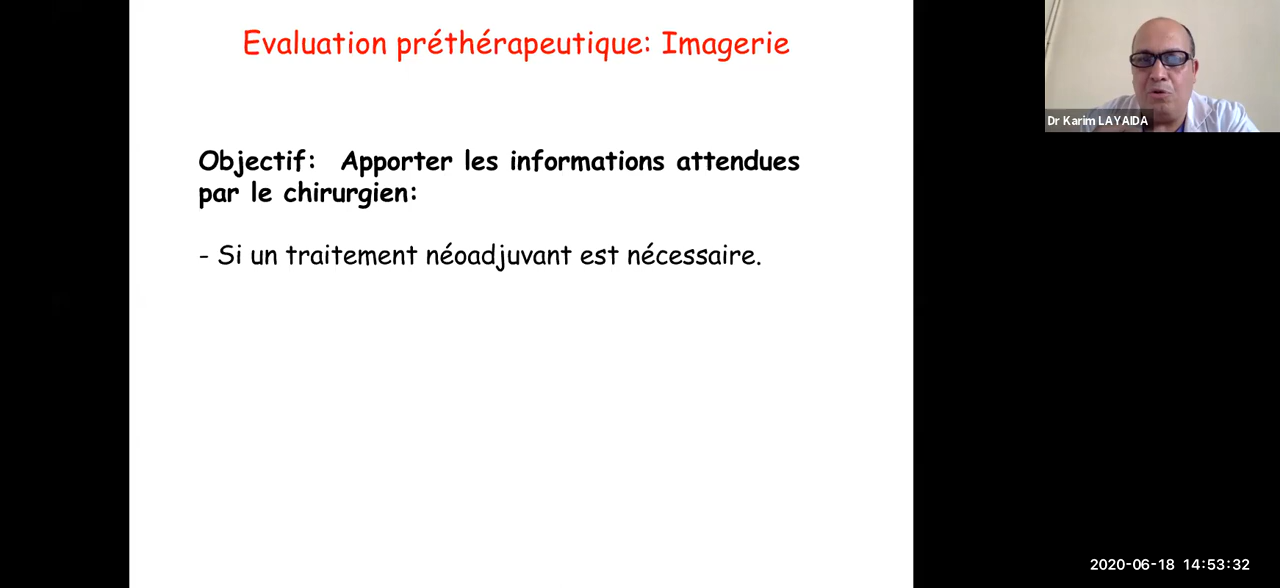 Evaluation préthérapeutique: Imagerie
Objectif: Apporter les informations attendues
par le chirurgien:
- Si un traitement néoadjuvant est nécessaire.
Dr Karim LAYAIDA
2020-06-18 14:53:32